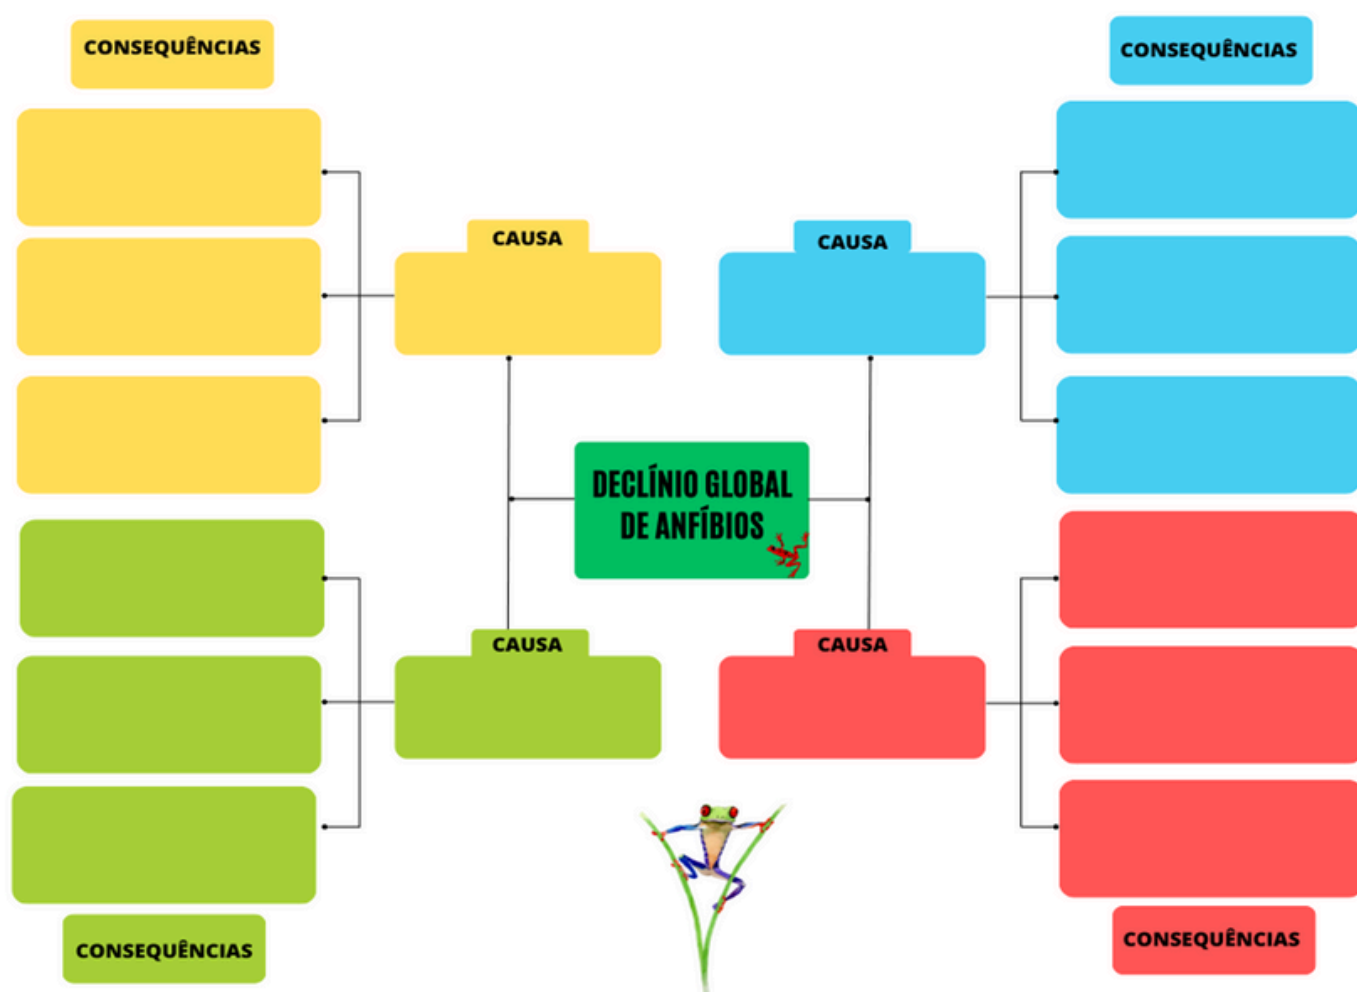 CONSEQUÊNCIAS
CONSEQUÊNCIAS
CAUSA
CAUSA
DECLÍNIO GLOBAL
DE ANFÍBIOS
CAUSA
CAUSA
CONSEQUÊNCIAS
CONSEQUÊNCIAS